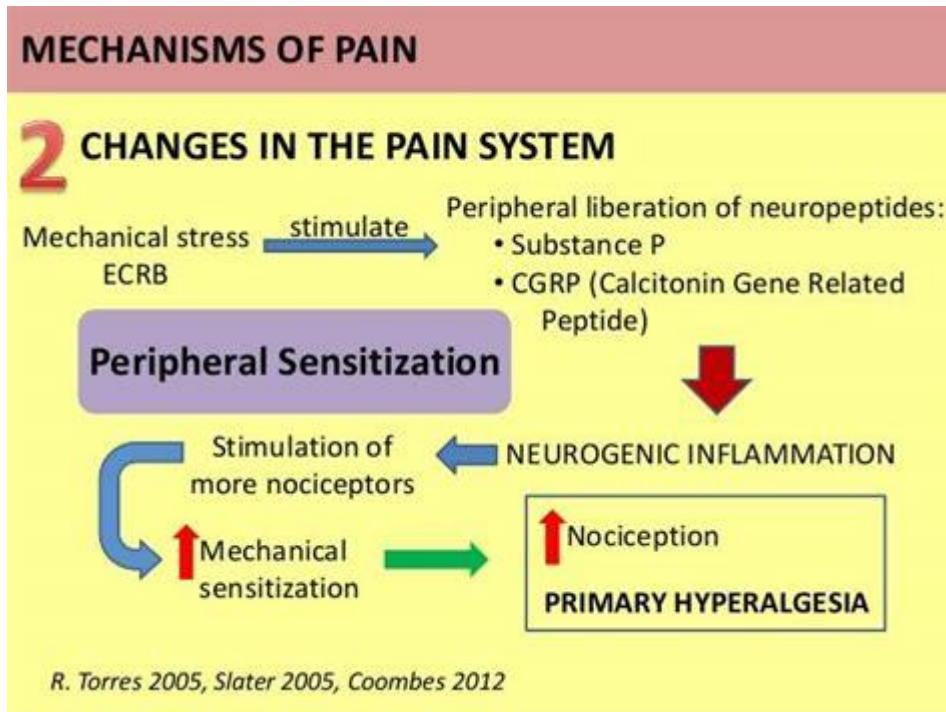 MECHANISMS OF PAIN
2 CHANGES IN THE PAIN SYSTEM
Mechanical stress
ECRB
stimulate
Peripheral liberation of neuropeptides:
• Substance P
• CGRP (Calcitonin Gene Related
Peptide)
Peripheral Sensitization
NEUROGENIC INFLAMMATION
Stimulation of
more nociceptors
Mechanical
sensitization
Nociception
PRIMARY HYPERALGESIA
R. Torres 2005, Slater 2005, Coombes 2012